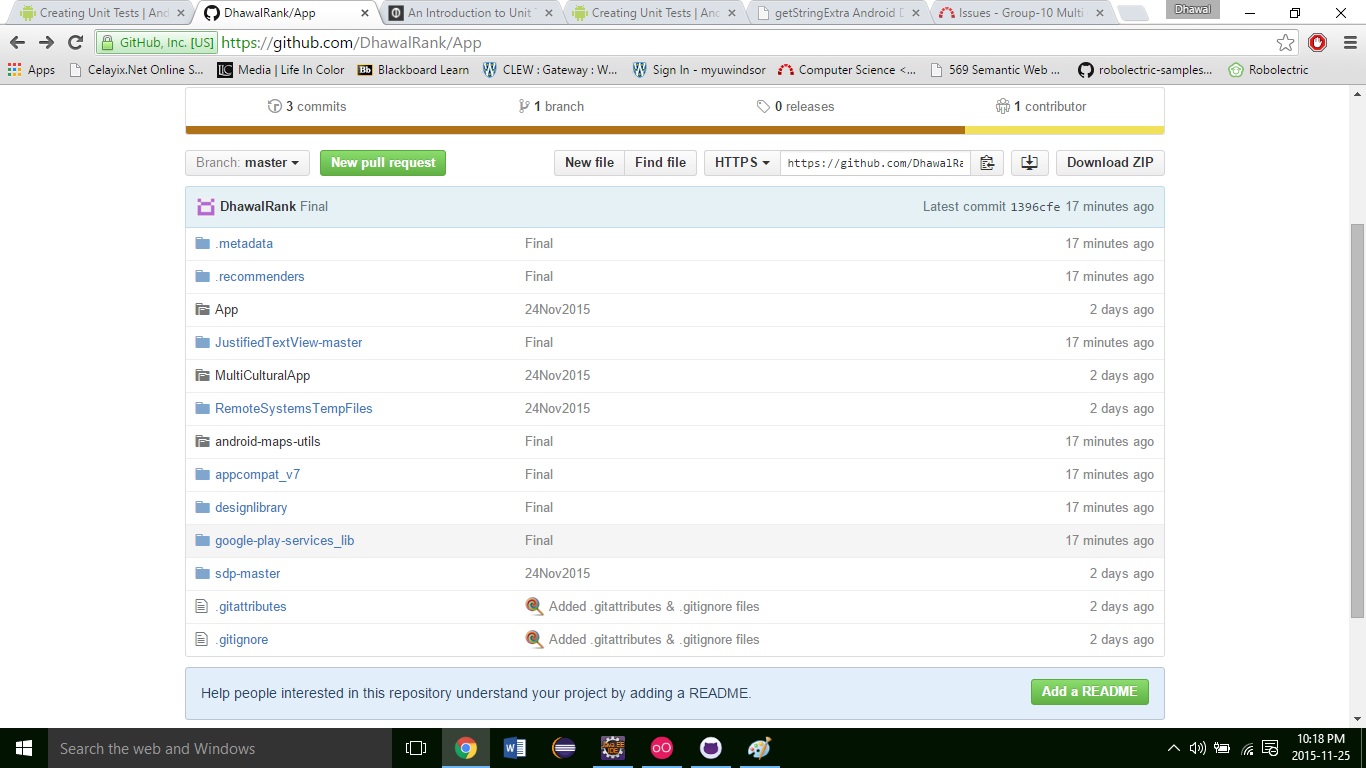 Creating Unit Tests | And
DhawalRank/App
An Introduction to Unit T
Creating Unit Tests | And
getStringExtra Android D
Issues - Group-10 Multi
Dhawal
GitHub, Inc. [US] https://github.com/DhawalRank/App
Apps Celayix.Net Online S... Media | Life In Color Blackboard Learn CLEW : Gateway : W... Sign In - myuwindsor Computer Science <... 569 Semantic Web ... robolectric-samples... Robolectric
3 commits 1 branch 0 releases 1 contributor
Branch: master New pull request New file Find file HTTPS https://github.com/DhawalRa Download ZIP
DhawalRank Final Latest commit 1396cfe 17 minutes ago
.metadata Final 17 minutes ago
.recommenders Final 17 minutes ago
App 24Nov2015 2 days ago
JustifiedTextView-master Final 17 minutes ago
MultiCulturalApp 24Nov2015 2 days ago
RemoteSystemsTempFiles 24Nov2015 2 days ago
android-maps-utils Final 17 minutes ago
appcompat_v7 Final 17 minutes ago
designlibrary Final 17 minutes ago
google-play-services_lib Final 17 minutes ago
sdp-master 24Nov2015 2 days ago
.gitattributes Added .gitattributes & .gitignore files 2 days ago
.gitignore Added .gitattributes & .gitignore files 2 days ago
Help people interested in this repository understand your project by adding a README. Add a README
Search the web and Windows
10:18 PM
2015-11-25